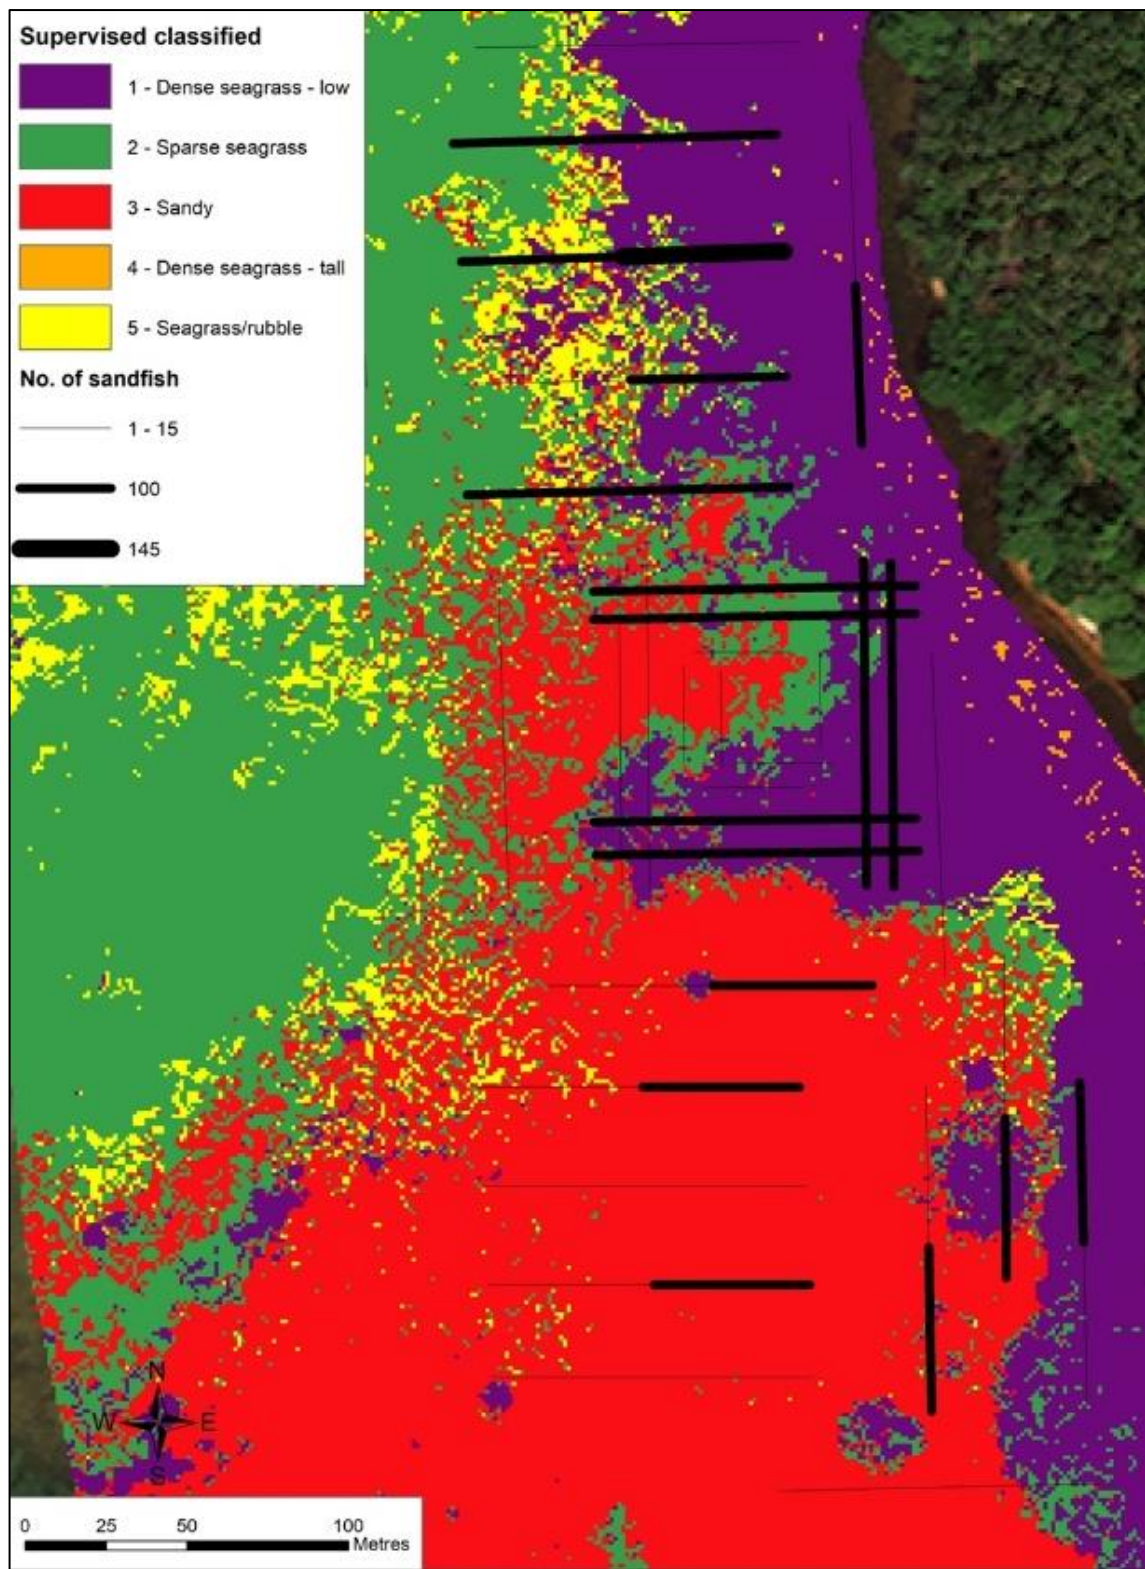 Supervised classified
1 - Dense seagrass - low
2 - Sparse seagrass
3 - Sandy
4 - Dense seagrass - tall
5 - Seagrass/rubble
No. of sandfish
1 - 15
100
145
N
W E
S
0 25 50 100
Metres